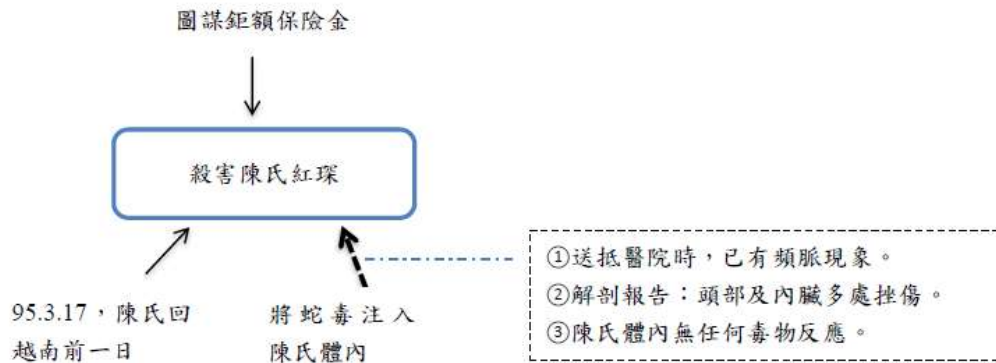 圖謀鉅額保險金
殺害陳氏紅琛
95.3.17，陳氏回
越南前一日
將蛇毒注入
陳氏體內
①送抵醫院時，已有頻脈現象。
②解剖報告：頭部及內臟多處挫傷。
③陳氏體內無任何毒物反應。